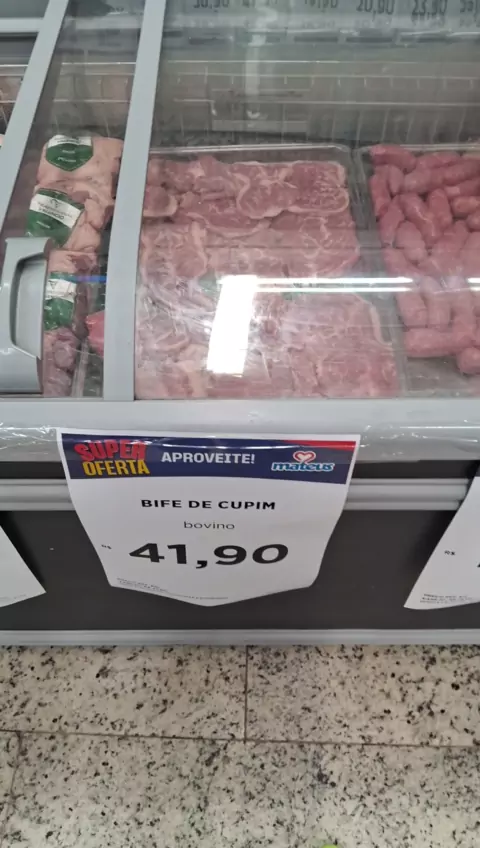 SUPER
OFERTA
APROVEITE!
mateus
BIFE DE CUPIM
bovino
R$ 41,90
R$